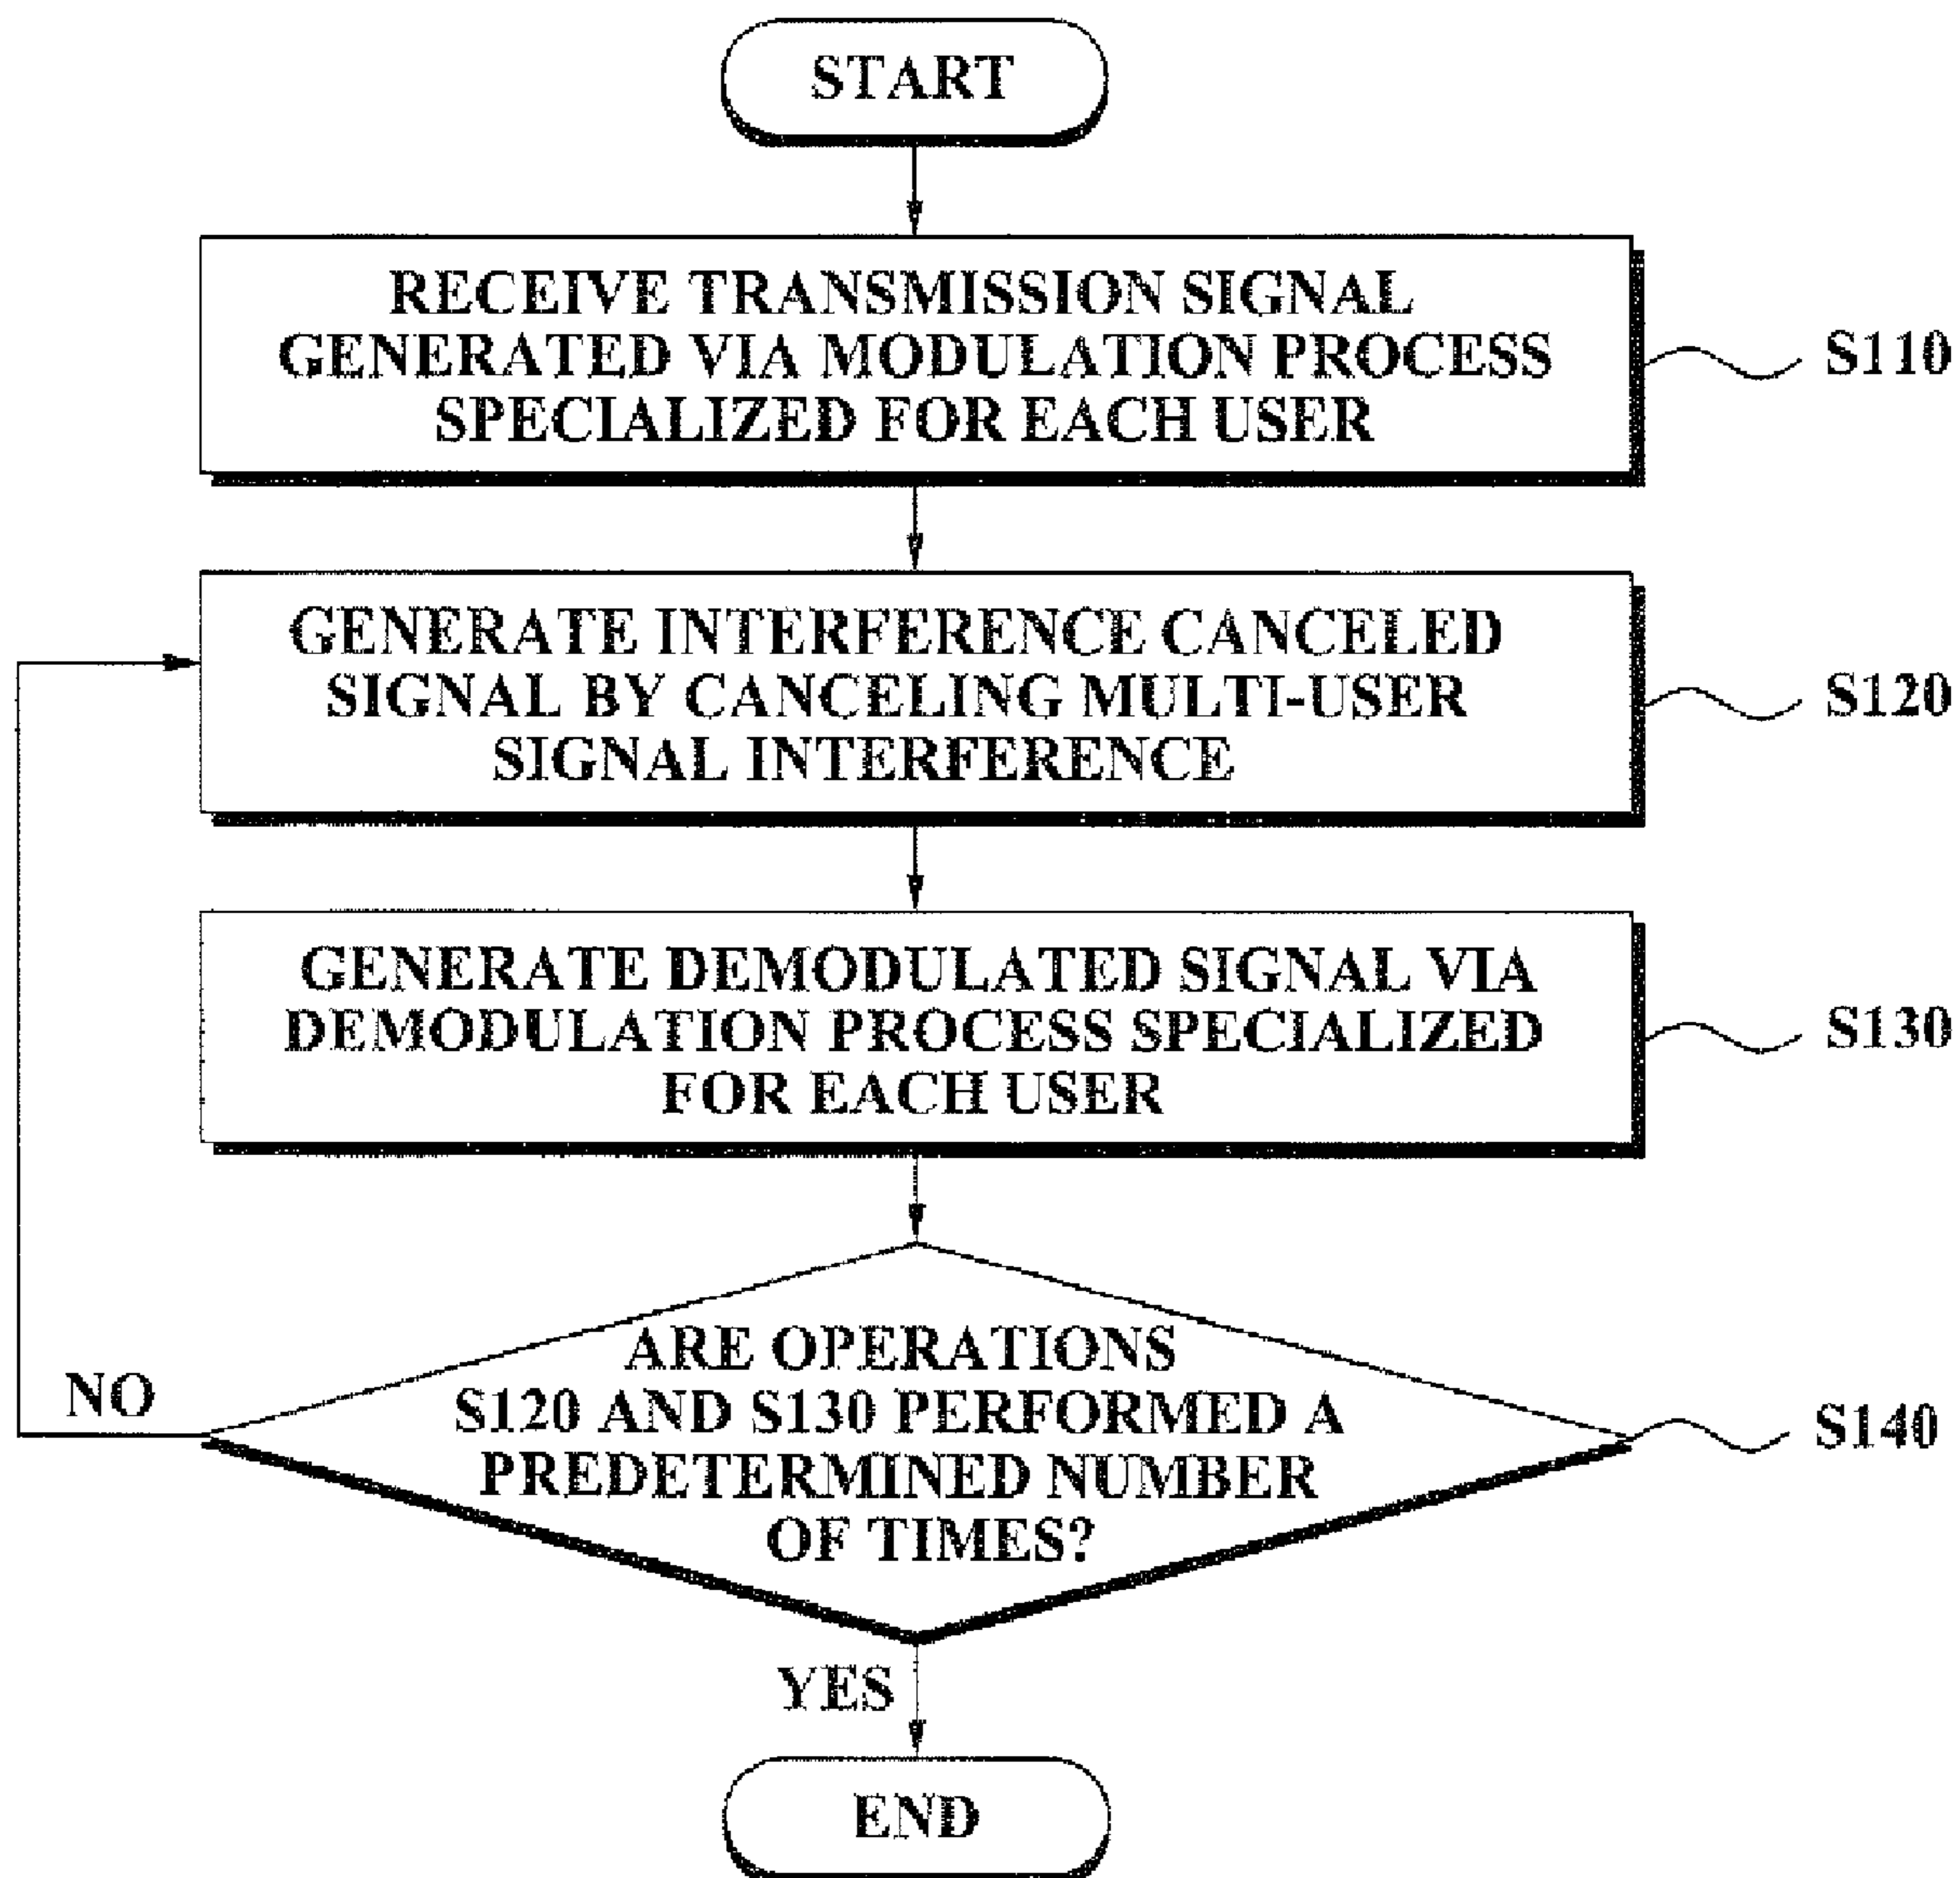 START
RECEIVE TRANSMISSION SIGNAL
GENERATED VIA MODULATION PROCESS
SPECIALIZED FOR EACH USER
S110
GENERATE INTERFERENCE CANCELED
SIGNAL BY CANCELING MULTI-USER
SIGNAL INTERFERENCE
S120
GENERATE DEMODULATED SIGNAL VIA
DEMODULATION PROCESS SPECIALIZED
FOR EACH USER
S130
ARE OPERATIONS
S120 AND S130 PERFORMED A
PREDETERMINED NUMBER
OF TIMES?
S140
NO
YES
END